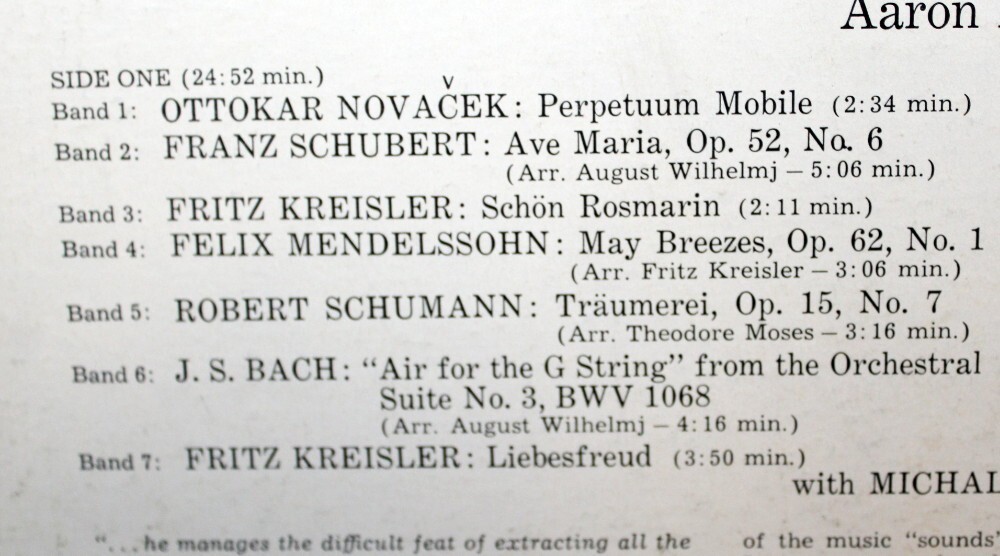 Aaron
SIDE ONE (24:52 min.)
Band 1: OTTOKAR NOVAČEK: Perpetuum Mobile (2:34 min.)
Band 2: FRANZ SCHUBERT: Ave Maria, Op. 52, No. 6
(Arr. August Wilhelmj – 5:06 min.)
Band 3: FRITZ KREISLER: Schön Rosmarin (2:11 min.)
Band 4: FELIX MENDELSSOHN: May Breezes, Op. 62, No. 1
(Arr. Fritz Kreisler – 3:06 min.)
Band 5: ROBERT SCHUMANN: Träumerei, Op. 15, No. 7
(Arr. Theodore Moses – 3:16 min.)
Band 6: J. S. BACH: “Air for the G String” from the Orchestral
Suite No. 3, BWV 1068
(Arr. August Wilhelmj – 4:16 min.)
Band 7: FRITZ KREISLER: Liebesfreud (3:50 min.)
with MICHAL
“...he manages the difficult feat of extracting all the of the music “sounds”